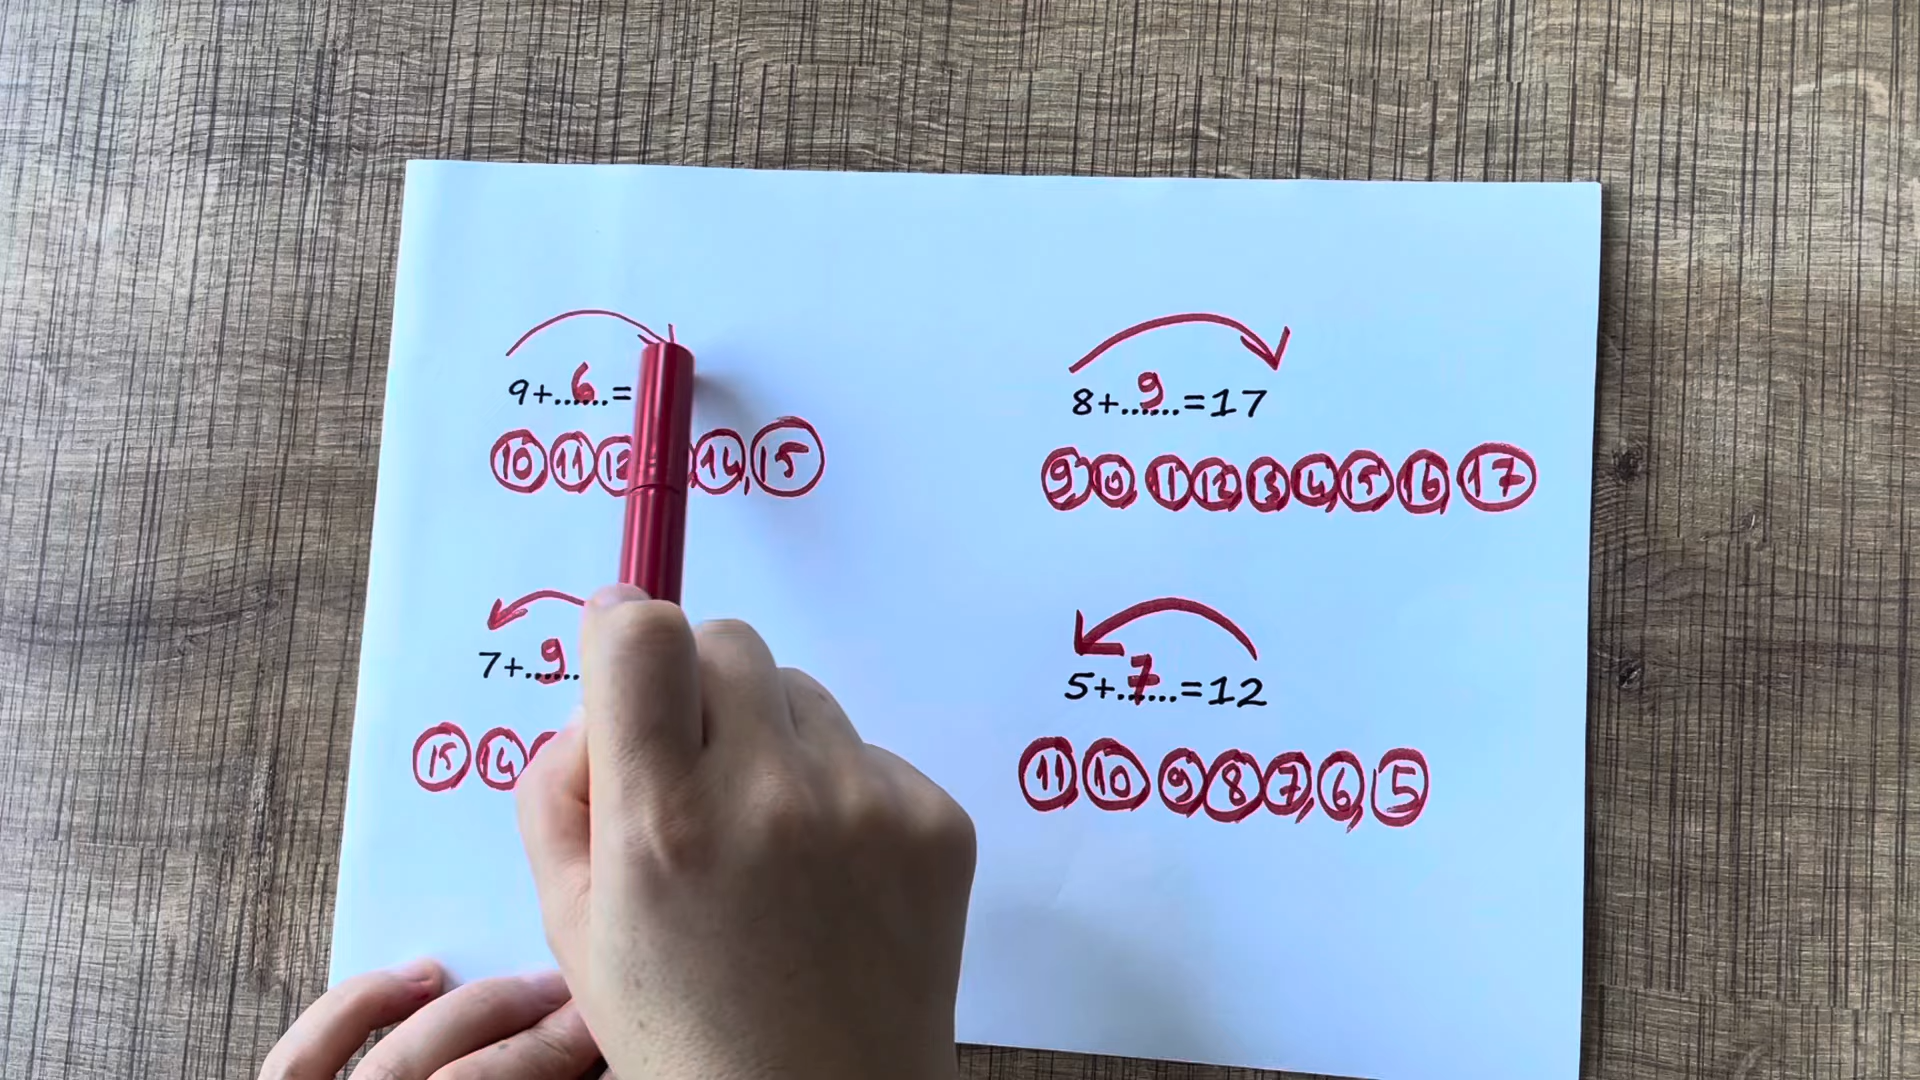 9+...6...=
8+...9...=17
10 11 12 14, 15
9 10 11 12 13 14, 15 16 17
7+...9...
5+...7...=12
15 14
11 10 9 8 7, 6, 5